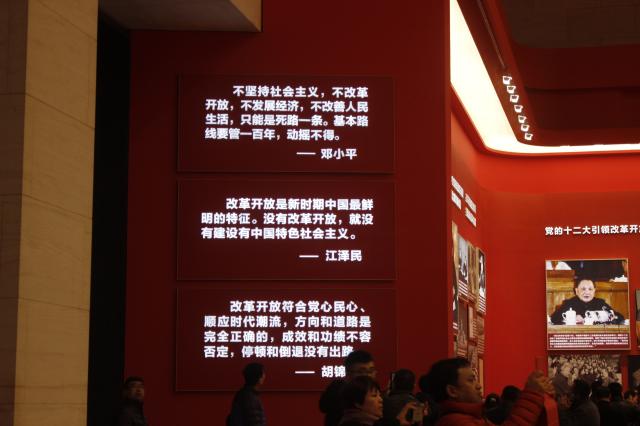 不坚持社会主义，不改革
开放，不发展经济，不改善人民
生活，只能是死路一条。基本路
线要管一百年，动摇不得。
—— 邓小平
改革开放是新时期中国最鲜
明的特征。没有改革开放，就没
有建设有中国特色社会主义。
—— 江泽民
改革开放符合党心民心、
顺应时代潮流，方向和道路是
完全正确的，成效和功绩不容
否定，停顿和倒退没有出路
—— 胡锦
党的十二大引领改革开